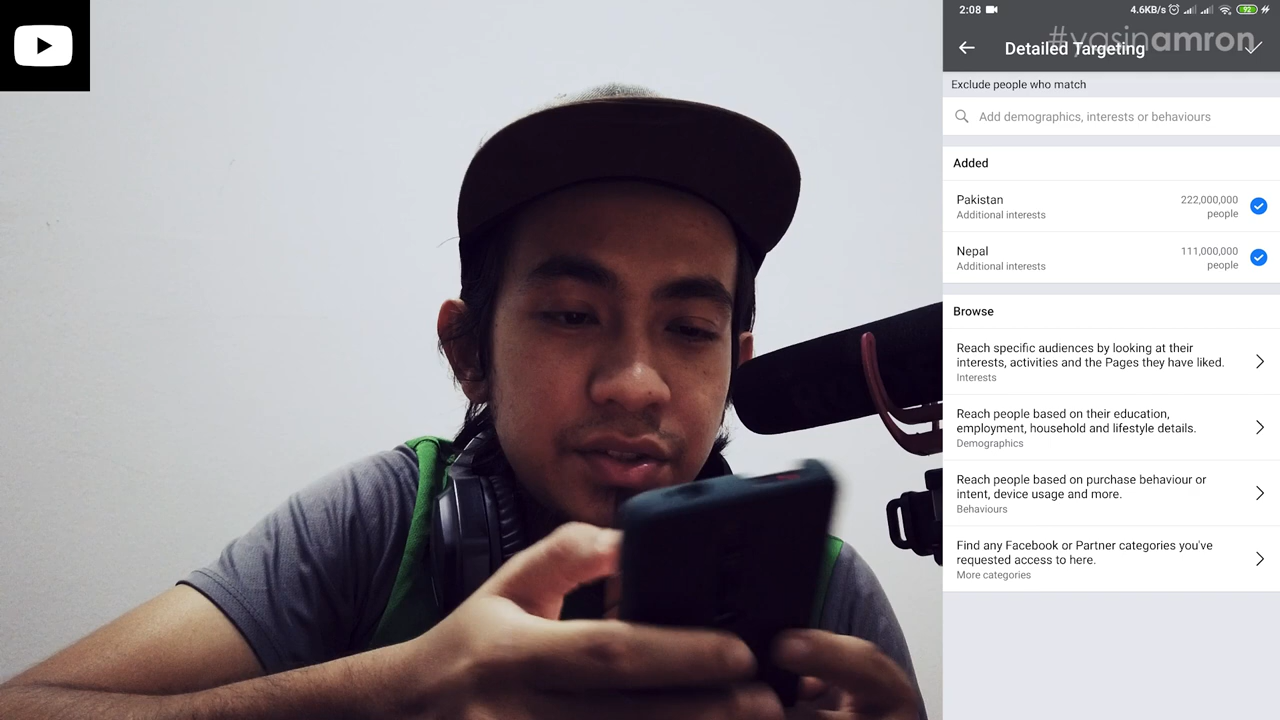 2:08
4.6KB/s
92
#yasinamron
Detailed Targeting
Exclude people who match
Add demographics, interests or behaviours
Added
Pakistan
222,000,000
Additional interests
people
Nepal
111,000,000
Additional interests
people
Browse
Reach specific audiences by looking at their
interests, activities and the Pages they have liked.
Interests
Reach people based on their education,
employment, household and lifestyle details.
Demographics
Reach people based on purchase behaviour or
intent, device usage and more.
Behaviours
Find any Facebook or Partner categories you've
requested access to here.
More categories